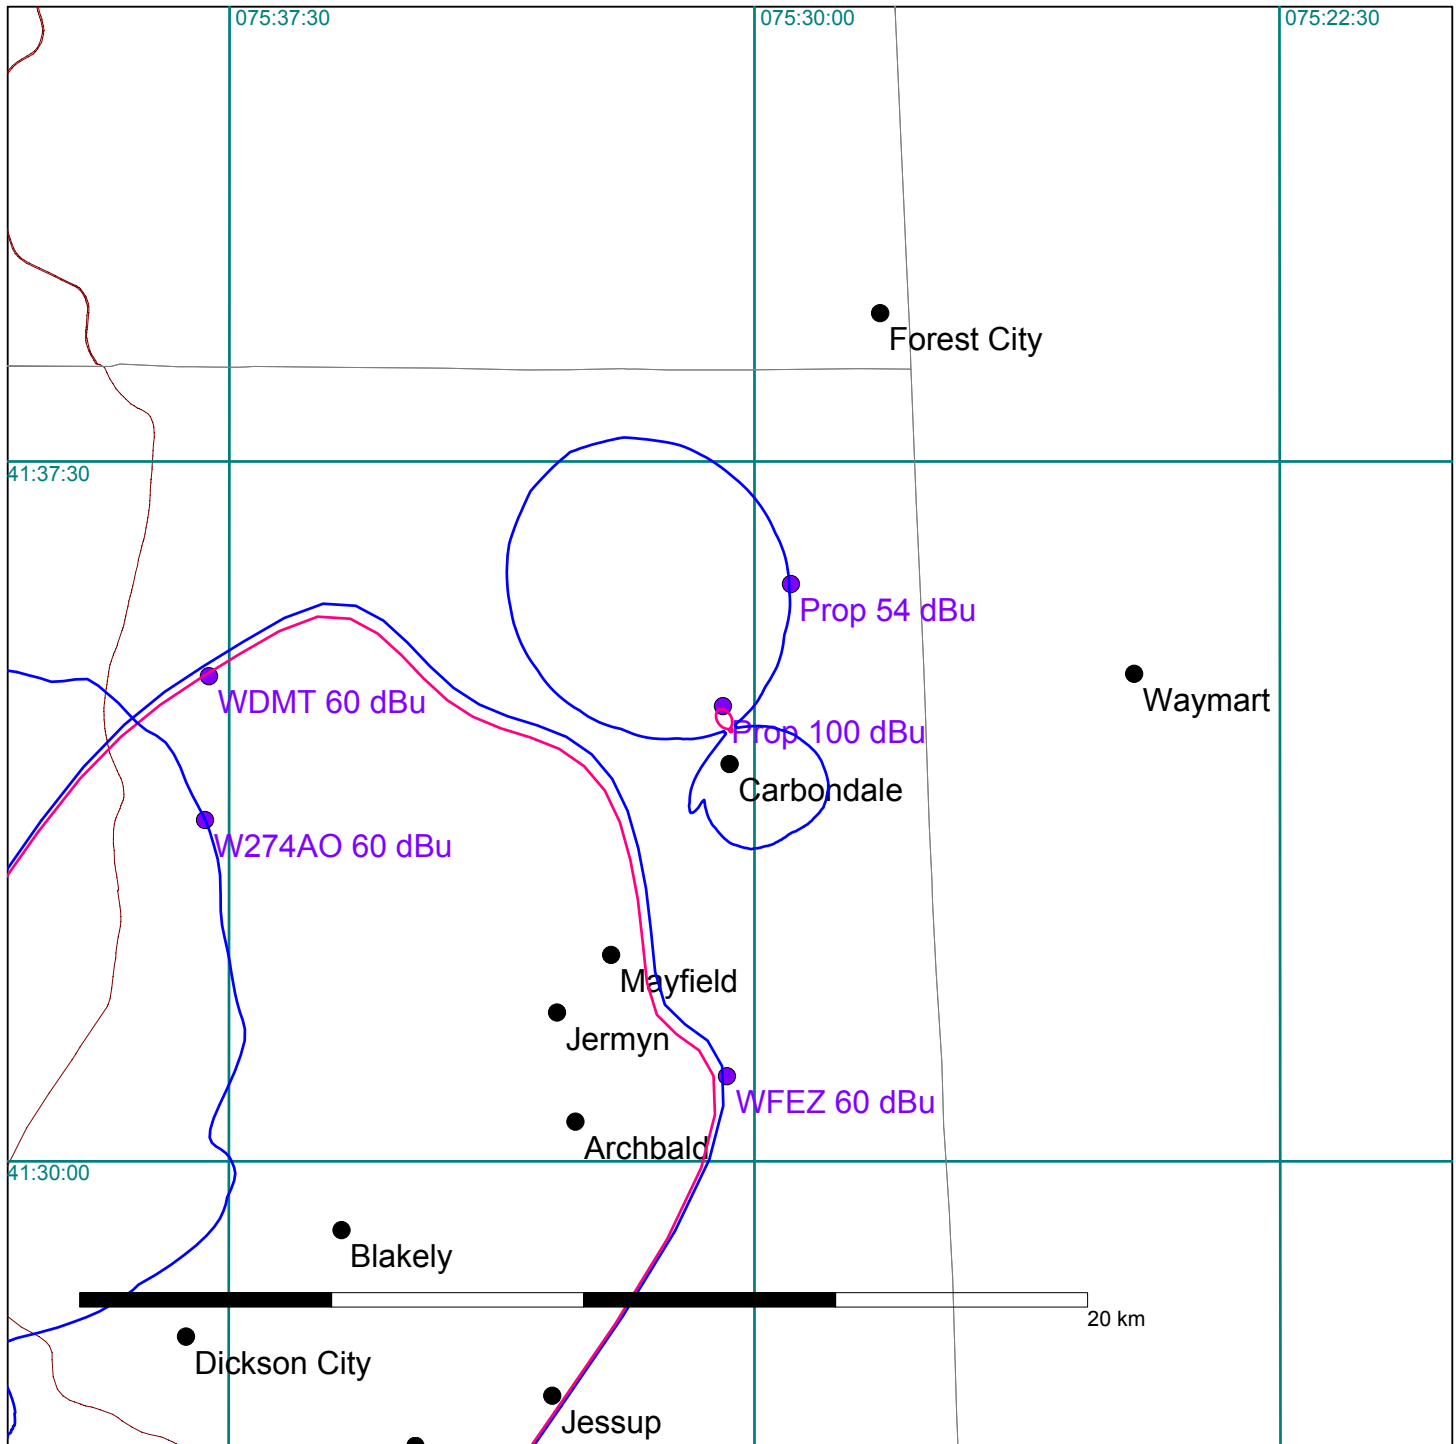 075:37:30
075:30:00
075:22:30
Forest City
41:37:30
Prop 54 dBu
WDMT 60 dBu
Waymart
Prop 100 dBu
Carbondale
W274AO 60 dBu
Mayfield
Jermyn
WFEZ 60 dBu
Archbald
41:30:00
Blakely
20 km
Dickson City
Jessup